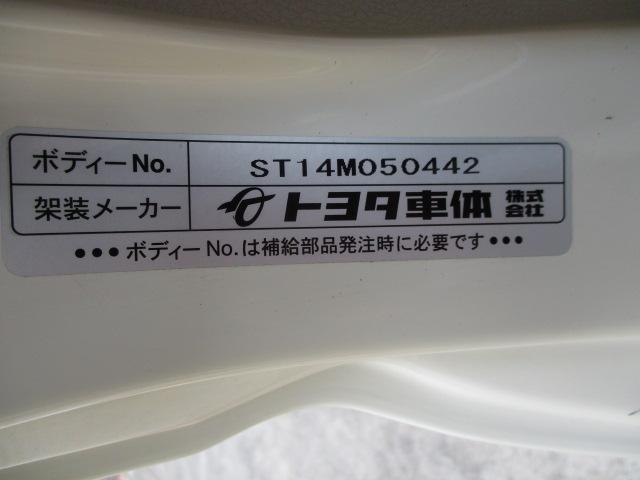 ボディーNo. ST14M050442
架装メーカー トヨタ車体 株式会社
•••ボディーNo.は補給部品発注時に必要です•••